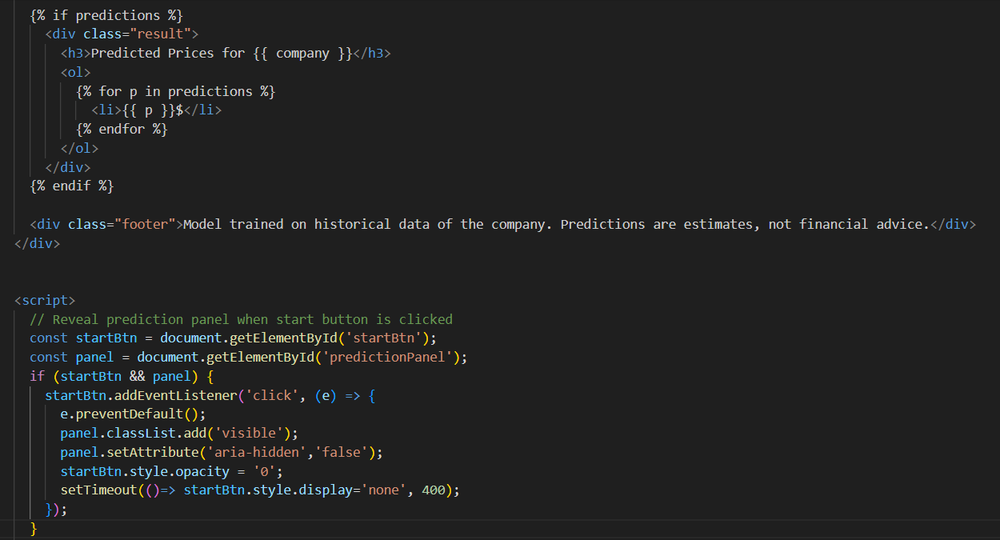 {% if predictions %}
<div class="result">
<h3>Predicted Prices for {{ company }}</h3>
<ol>
{% for p in predictions %}
<li>{{ p }}$</li>
{% endfor %}
</ol>
</div>
{% endif %}
<div class="footer">Model trained on historical data of the company. Predictions are estimates, not financial advice.</div>
</div>
<script>
// Reveal prediction panel when start button is clicked
const startBtn = document.getElementById('startBtn');
const panel = document.getElementById('predictionPanel');
if (startBtn && panel) {
startBtn.addEventListener('click', (e) => {
e.preventDefault();
panel.classList.add('visible');
panel.setAttribute('aria-hidden','false');
startBtn.style.opacity = '0';
setTimeout(()=> startBtn.style.display='none', 400);
});
}